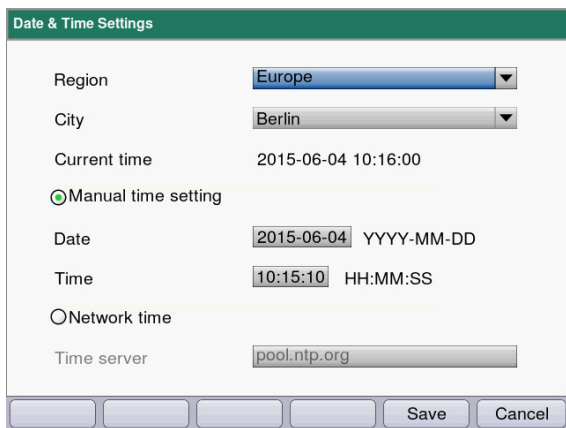 Date & Time Settings
Region Europe
City Berlin
Current time 2015-06-04 10:16:00
Manual time setting
Date 2015-06-04 YYYY-MM-DD
Time 10:15:10 HH:MM:SS
Network time
Time server pool.ntp.org
Save Cancel